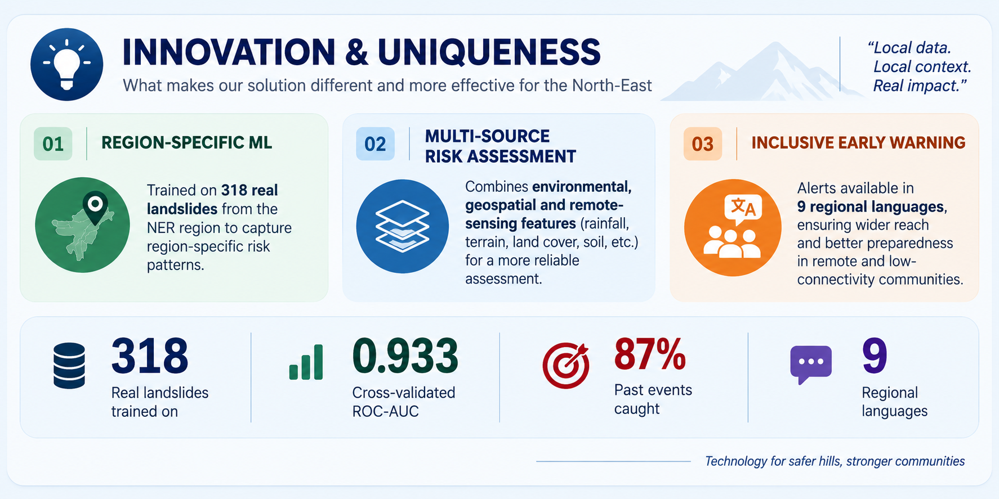 INNOVATION & UNIQUENESS
What makes our solution different and more effective for the North-East
“Local data.
Local context.
Real impact.”
01
REGION-SPECIFIC ML
Trained on 318 real
landslides from the
NER region to capture
region-specific risk
patterns.
02
MULTI-SOURCE
RISK ASSESSMENT
Combines environmental,
geospatial and remote-
sensing features (rainfall,
terrain, land cover, soil, etc.)
for a more reliable
assessment.
03
INCLUSIVE EARLY WARNING
文A
Alerts available in
9 regional languages,
ensuring wider reach
and better preparedness
in remote and low-
connectivity communities.
318
Real landslides
trained on
0.933
Cross-validated
ROC-AUC
87%
Past events
caught
9
Regional
languages
Technology for safer hills, stronger communities